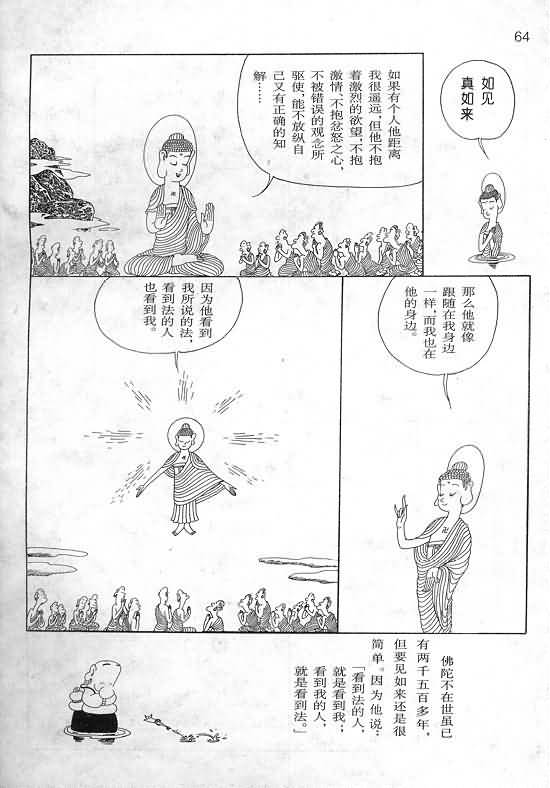 64
如见
真如来
如果有个人他距离
我很遥远，但他不抱
着激烈的欲望，不抱
激情、不抱忿怒之心，
不被错误的观念所
驱使，能不放纵自
己又有正确的知
解……
那么他就像
跟随在我身边
一样，而我也在
他的身边。
因为他看到
我所说的法，
看到法的人
也看到我。
佛陀不在世虽已
有两千五百多年，
但要见如来还是很
简单。因为他说：
「看到法的人，
就是看到我；
看到我的人，
就是看到法。」